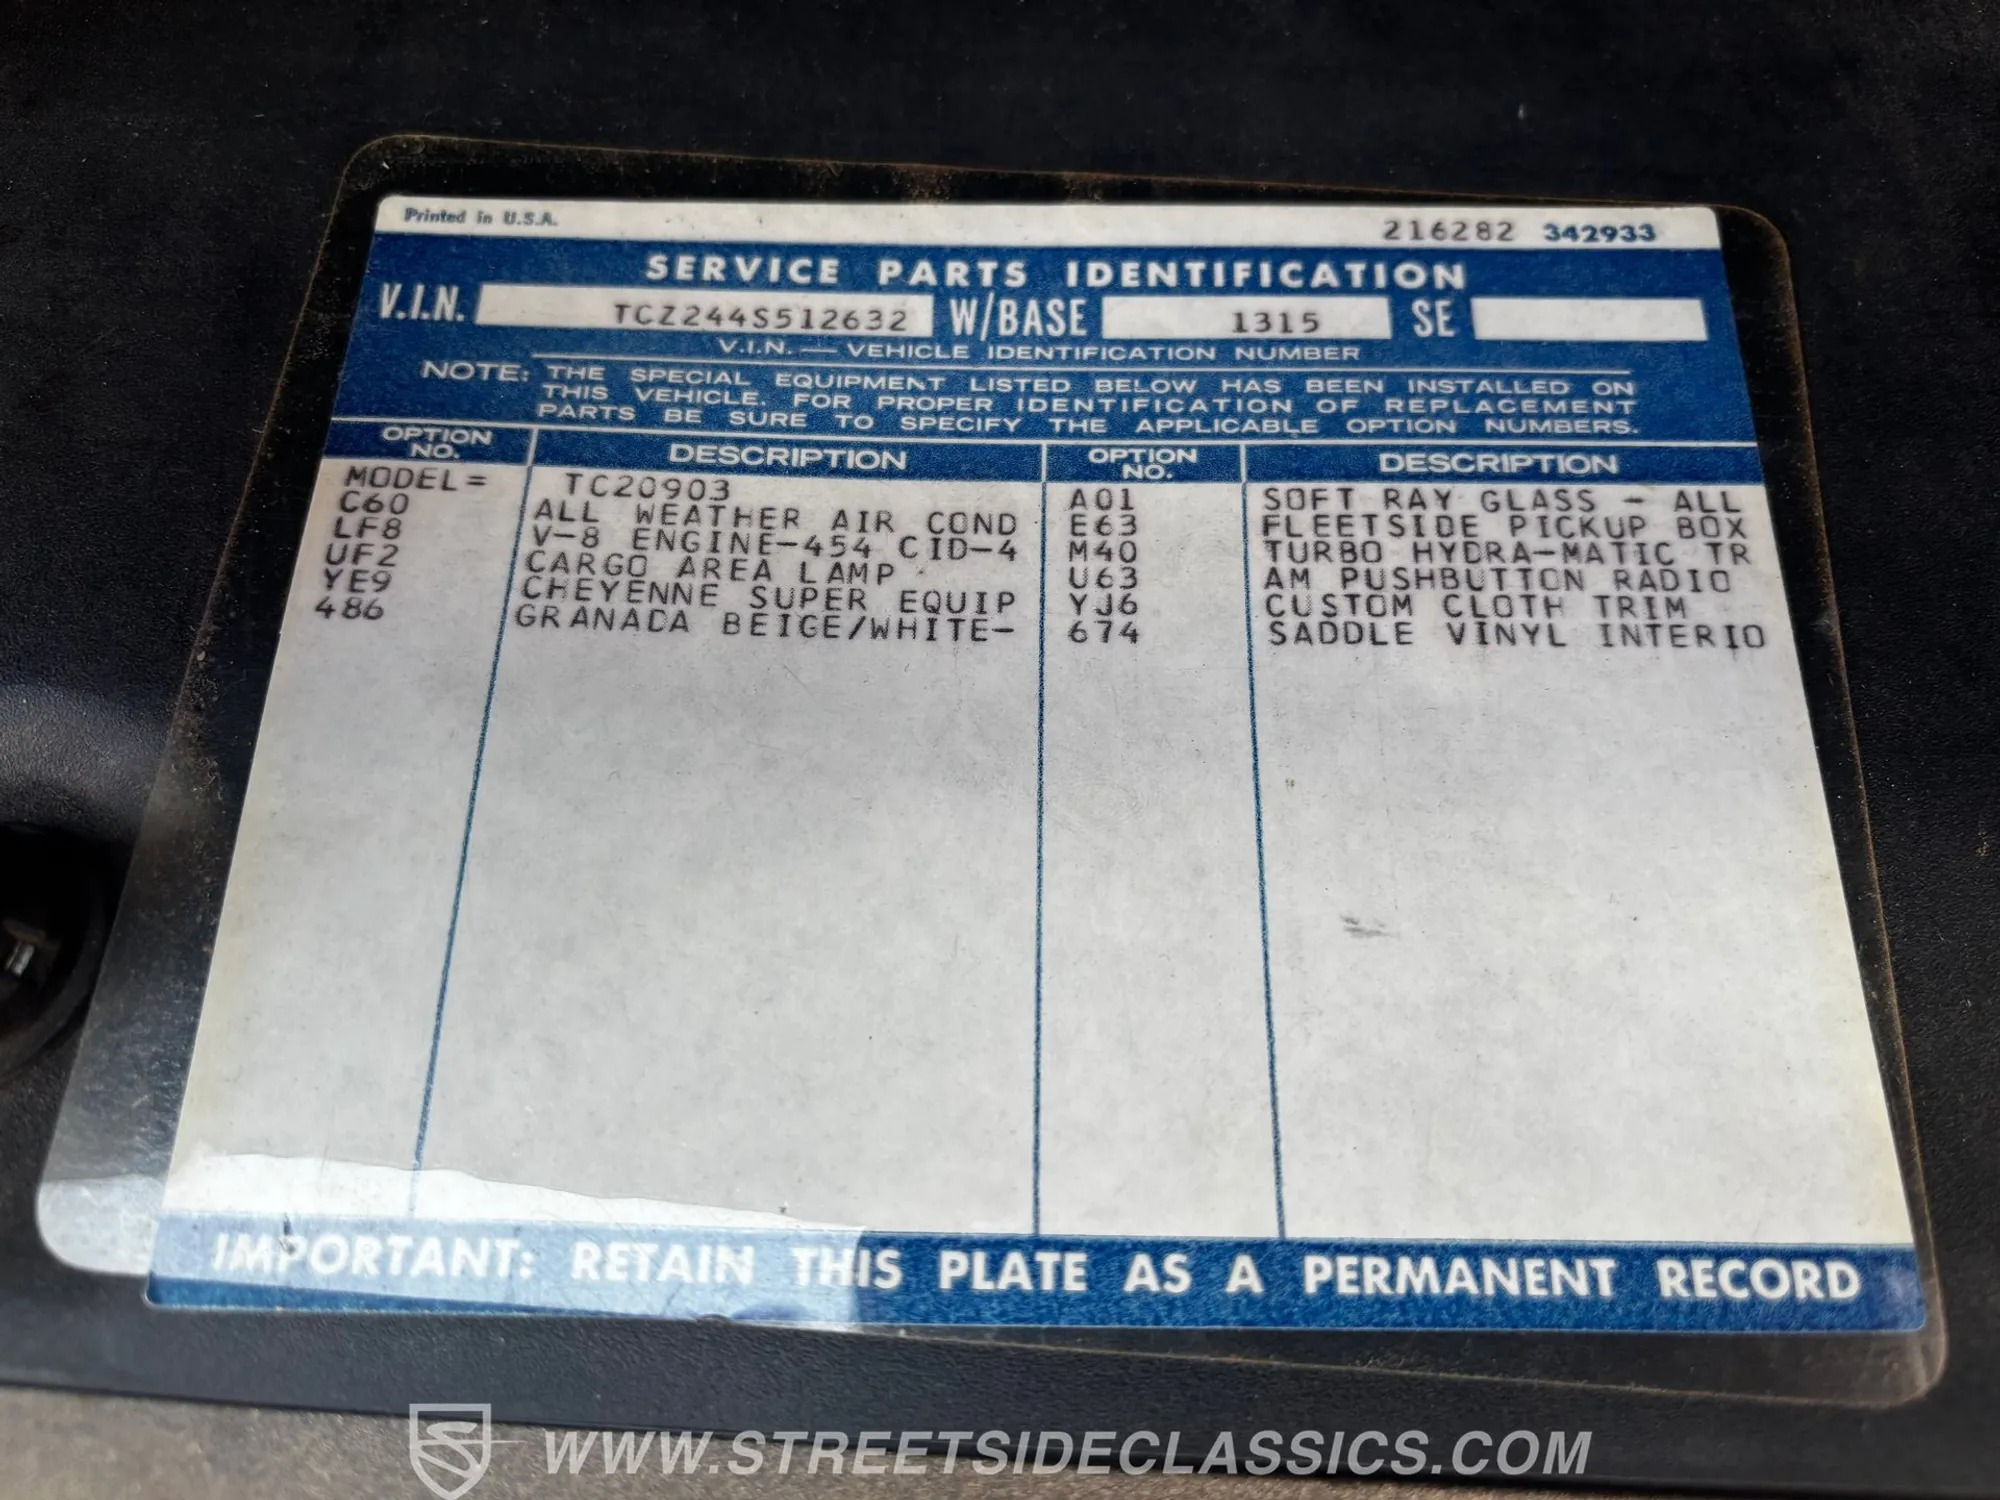 Printed in U.S.A. 216282 342933
SERVICE PARTS IDENTIFICATION
V.I.N. TCZ244S512632 W/BASE 1315 SE
V.I.N. — VEHICLE IDENTIFICATION NUMBER
NOTE: THE SPECIAL EQUIPMENT LISTED BELOW HAS BEEN INSTALLED ON
THIS VEHICLE. FOR PROPER IDENTIFICATION OF REPLACEMENT
PARTS BE SURE TO SPECIFY THE APPLICABLE OPTION NUMBERS.
OPTION NO. DESCRIPTION OPTION NO. DESCRIPTION
MODEL= TC20903 A01 SOFT RAY GLASS - ALL
C60 ALL WEATHER AIR COND E63 FLEETSIDE PICKUP BOX
LF8 V-8 ENGINE-454 CID-4 M40 TURBO HYDRA-MATIC TR
UF2 CARGO AREA LAMP U63 AM PUSHBUTTON RADIO
YE9 CHEYENNE SUPER EQUIP YJ6 CUSTOM CLOTH TRIM
486 GRANADA BEIGE/WHITE- 674 SADDLE VINYL INTERIO
IMPORTANT: RETAIN THIS PLATE AS A PERMANENT RECORD
WWW.STREETSIDECLASSICS.COM